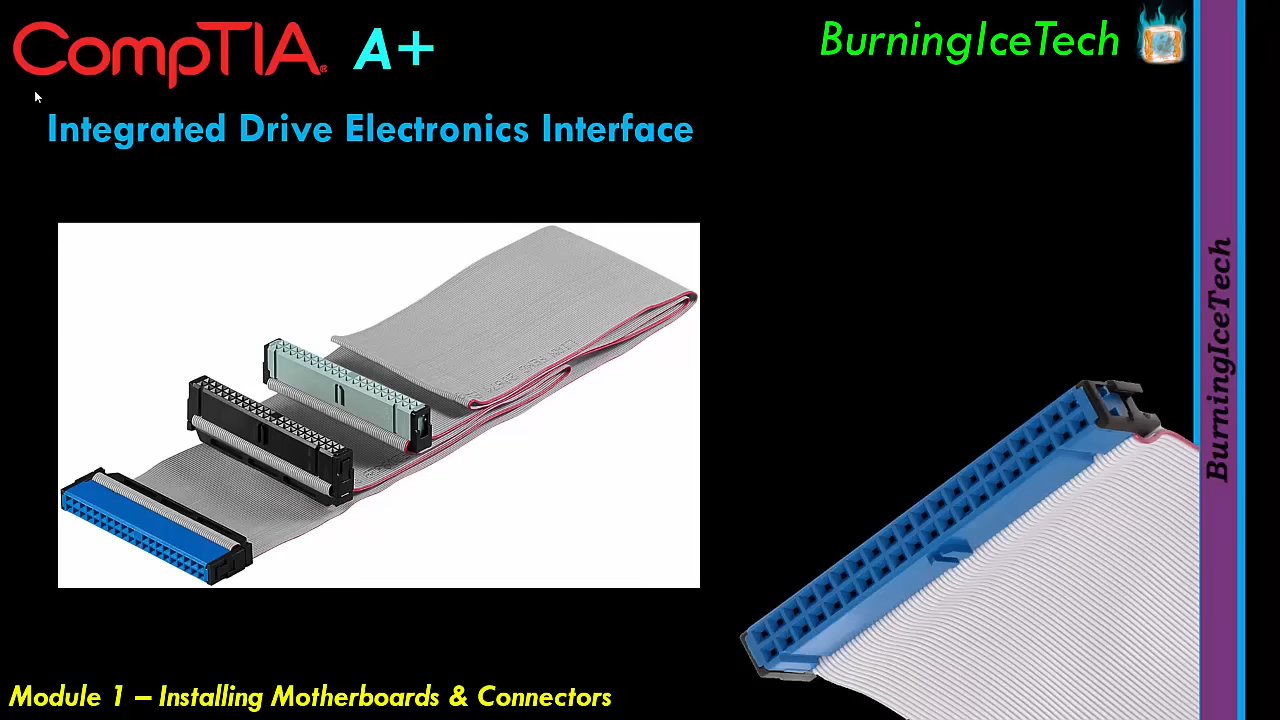 CompTIA® A+
BurningIceTech
Integrated Drive Electronics Interface
BurningIceTech
Module 1 – Installing Motherboards & Connectors